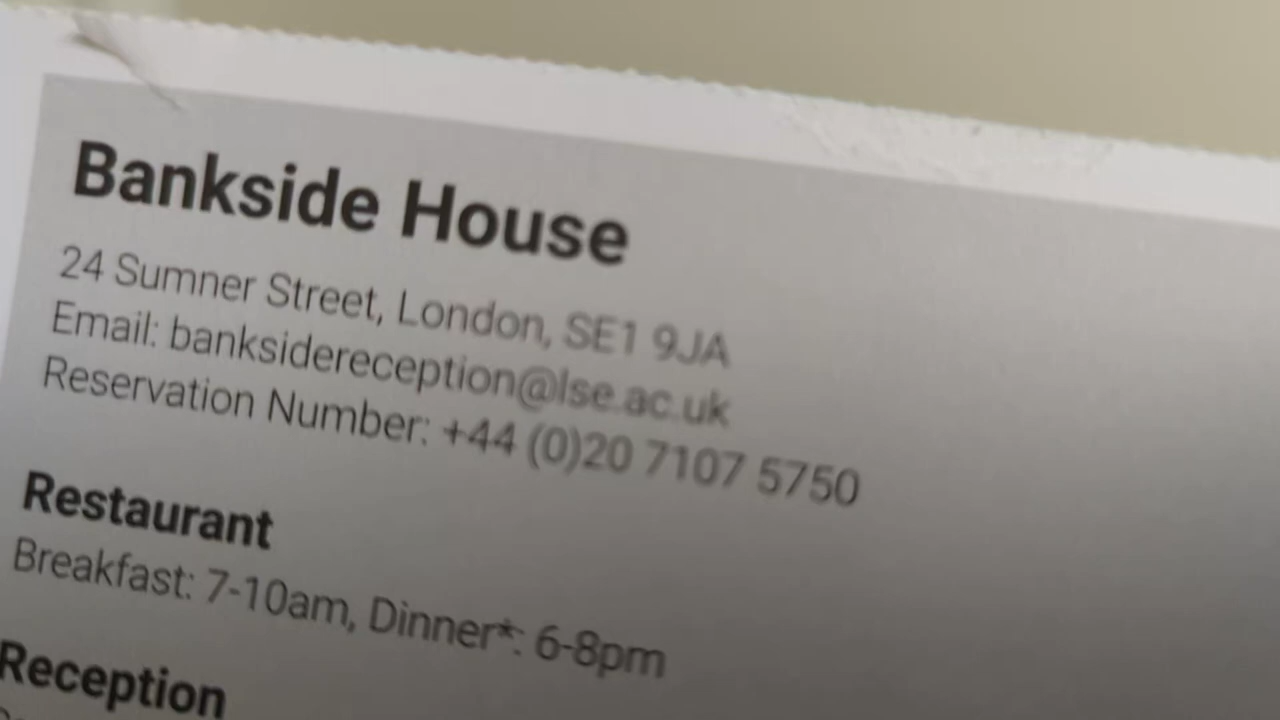 Bankside House
24 Sumner Street, London, SE1 9JA
Email: banksidereception@lse.ac.uk
Reservation Number: +44 (0)20 7107 5750
Restaurant
Breakfast: 7-10am, Dinner*: 6-8pm
Reception